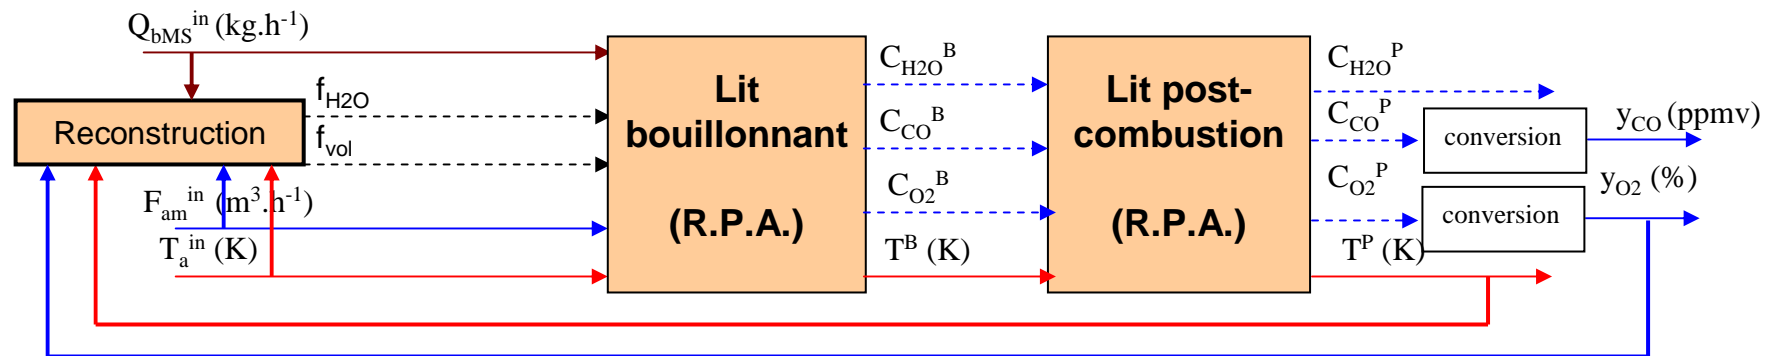 Q_bMS^in (kg.h^-1)
Reconstruction
f_H2O
f_vol
F_am^in (m^3.h^-1)
T_a^in (K)
Lit
bouillonnant
(R.P.A.)
C_H2O^B
C_CO^B
C_O2^B
T^B (K)
Lit post-
combustion
(R.P.A.)
C_H2O^P
C_CO^P
C_O2^P
T^P (K)
conversion
conversion
y_CO (ppmv)
y_O2 (%)